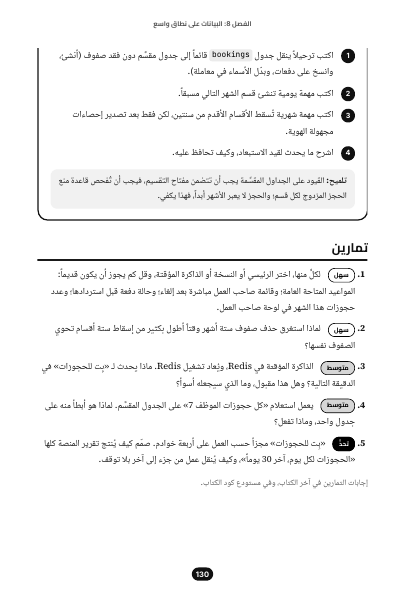 الفصل 8: البيانات على نطاق واسع
1 اكتب ترحيلاً ينقل جدول bookings قائماً إلى جدول مقسَّم دون فقد صفوف (أنشئ،
وانسخ على دفعات، وبدّل الأسماء في معاملة).
2 اكتب مهمة يومية تنشئ قسم الشهر التالي مسبقاً.
3 اكتب مهمة شهرية تُسقط الأقسام الأقدم من سنتين، لكن فقط بعد تصدير إحصاءات
مجهولة الهوية.
4 اشرح ما يحدث لقيد الاستبعاد، وكيف تحافظ عليه.
تلميح: القيود على الجداول المقسَّمة يجب أن تتضمن مفتاح التقسيم، فيجب أن تُفحص قاعدة منع
الحجز المزدوج لكل قسم؛ والحجز لا يعبر الأشهر أبداً، فهذا يكفي.
تمارين
1. سهل لكلٍّ منها، اختر الرئيسي أو النسخة أو الذاكرة المؤقتة، وقل كم يجوز أن يكون قديماً:
المواعيد المتاحة العامة؛ وقائمة صاحب العمل مباشرة بعد إلغاء؛ وحالة دفعة قبل استردادها؛ وعدد
حجوزات هذا الشهر في لوحة صاحب العمل.
2. سهل لماذا استغرق حذف صفوف ستة أشهر وقتاً أطول بكثير من إسقاط ستة أقسام تحوي
الصفوف نفسها؟
3. متوسط الذاكرة المؤقتة في Redis، ويُعاد تشغيل Redis. ماذا يحدث لـ «بِت للحجوزات» في
الدقيقة التالية؟ وهل هذا مقبول، وما الذي سيجعله أسوأ؟
4. متوسط يعمل استعلام «كل حجوزات الموظف 7» على الجدول المقسَّم. لماذا هو أبطأ منه على
جدول واحد، وماذا تفعل؟
5. تحدٍّ «بِت للحجوزات» مجزأ حسب العمل على أربعة خوادم. صمّم كيف يُنتج تقرير المنصة كلها
«الحجوزات لكل يوم، آخر 30 يوماً»، وكيف يُنقل عمل من جزء إلى آخر بلا توقف.
إجابات التمارين في آخر الكتاب، وفي مستودع كود الكتاب.
130